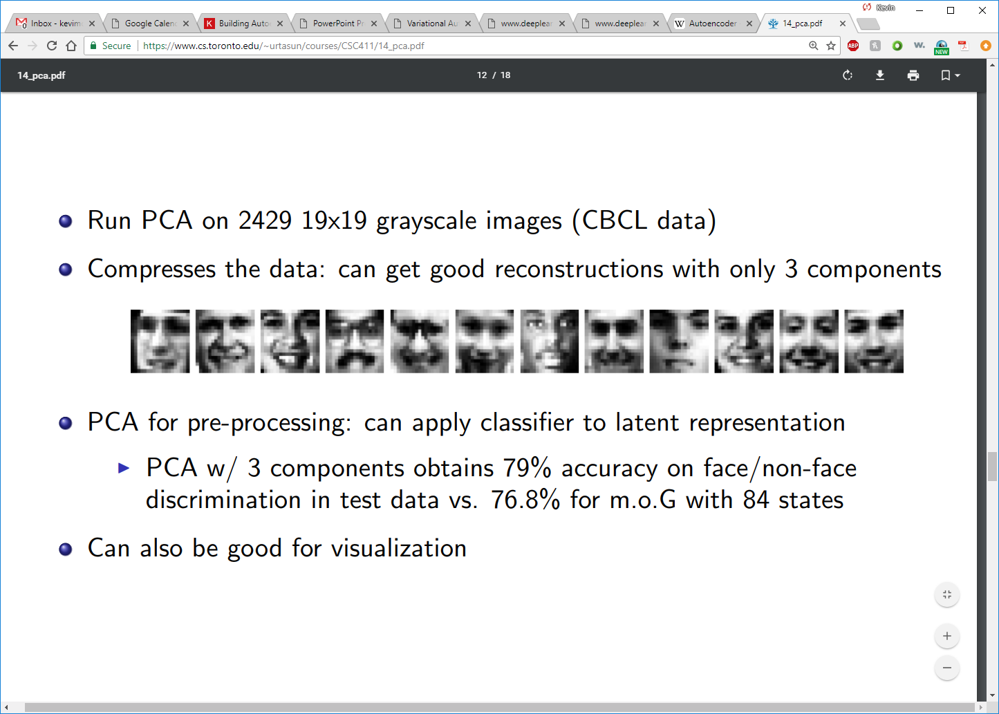 Kevin
Inbox - kevim
Google Calen
Building Auto
PowerPoint Pr
Variational Au
www.deeplear
www.deeplear
Autoencoder
14_pca.pdf
Secure https://www.cs.toronto.edu/~urtasun/courses/CSC411/14_pca.pdf
ABP
w.
NEW
14_pca.pdf
12 / 18
Run PCA on 2429 19x19 grayscale images (CBCL data)
Compresses the data: can get good reconstructions with only 3 components
PCA for pre-processing: can apply classifier to latent representation
PCA w/ 3 components obtains 79% accuracy on face/non-face
discrimination in test data vs. 76.8% for m.o.G with 84 states
Can also be good for visualization